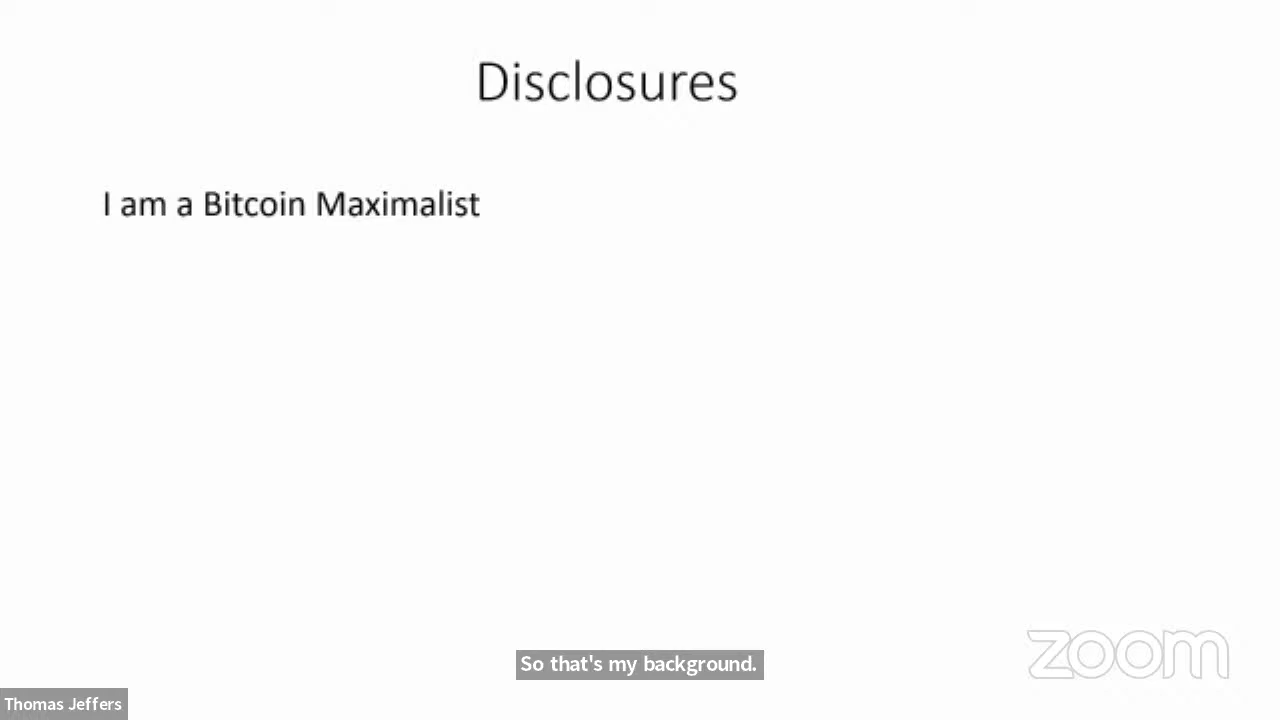 Disclosures
I am a Bitcoin Maximalist
zoom
So that's my background.
Thomas Jeffers